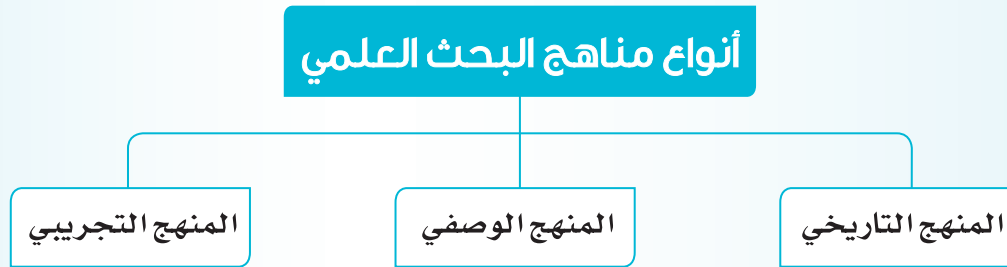 أنواع مناهج البحث العلمي
المنهج التاريخي
المنهج الوصفي
المنهج التجريبي